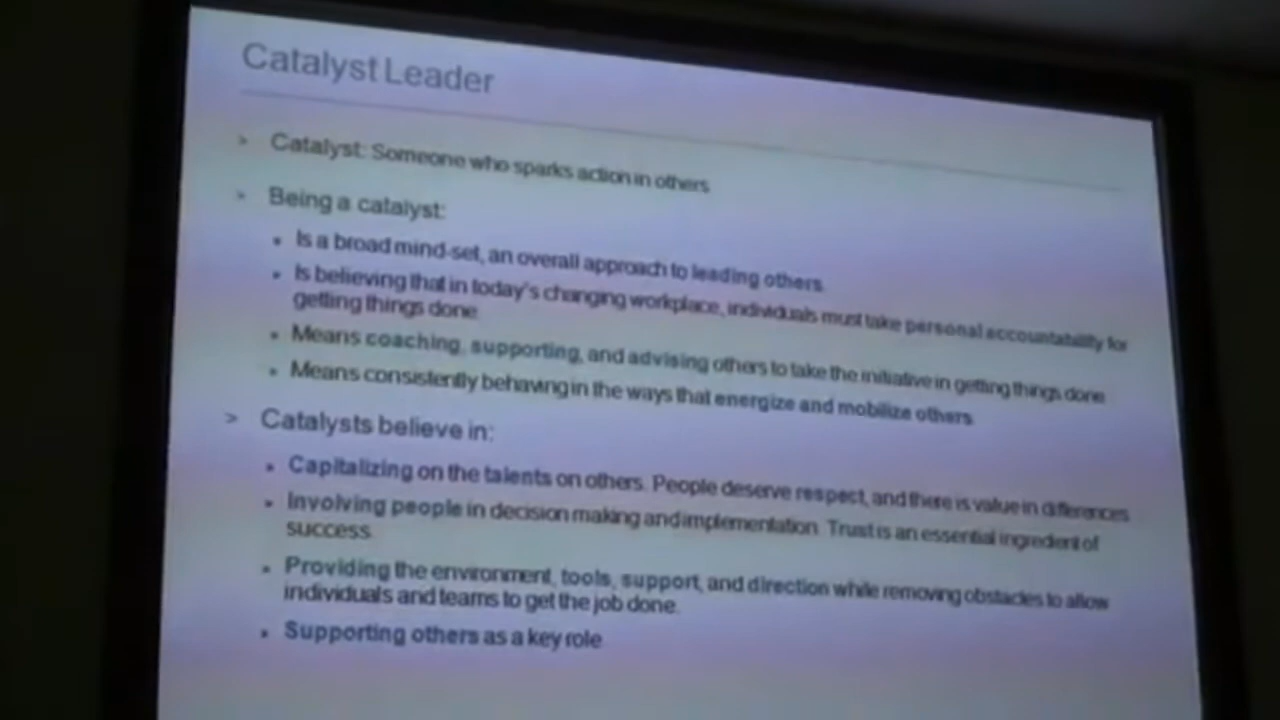 Catalyst Leader
> Catalyst: Someone who sparks action in others
> Being a catalyst:
• Is a broad mind-set, an overall approach to leading others.
• Is believing that in today's changing workplace, individuals must take personal accountability for
getting things done.
• Means coaching, supporting, and advising others to take the initiative in getting things done.
• Means consistently behaving in the ways that energize and mobilize others.
> Catalysts believe in:
• Capitalizing on the talents on others. People deserve respect, and there is value in differences.
• Involving people in decision making and implementation. Trust is an essential ingredient of
success.
• Providing the environment, tools, support, and direction while removing obstacles to allow
individuals and teams to get the job done.
• Supporting others as a key role.